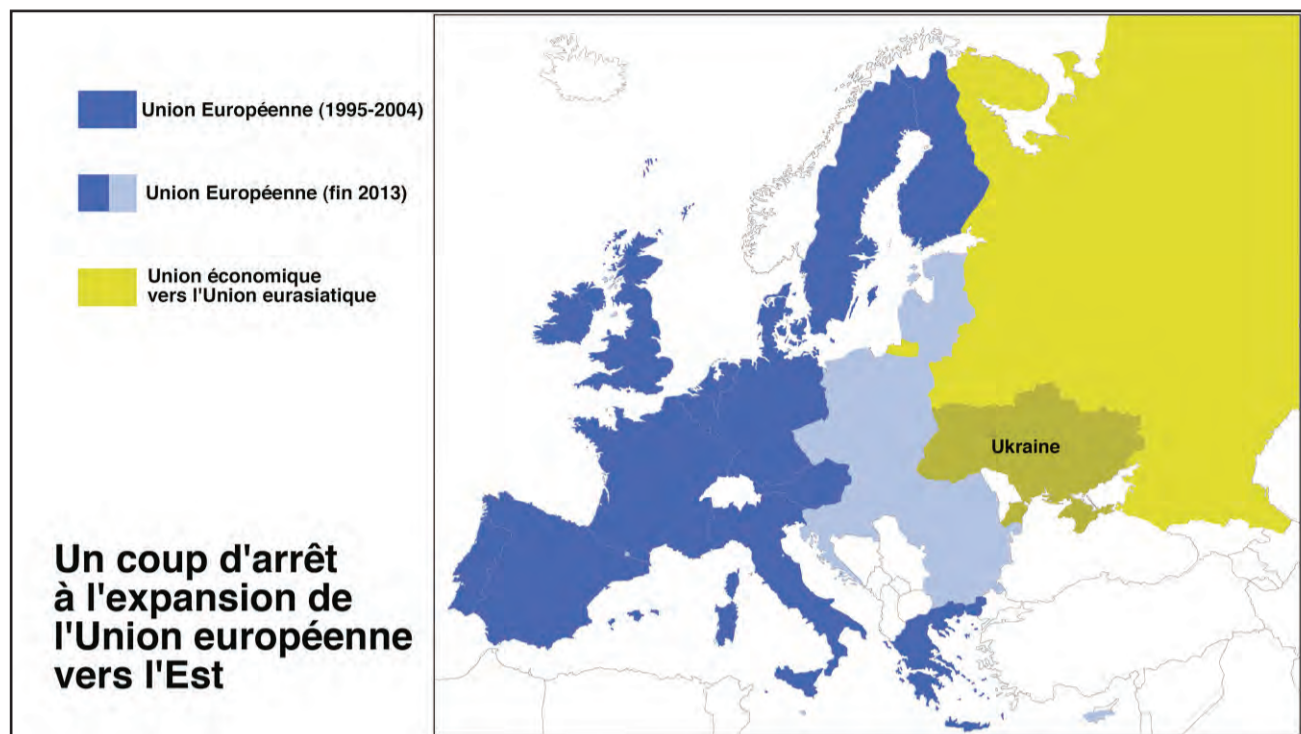 Union Européenne (1995-2004)
Union Européenne (fin 2013)
Union économique
vers l'Union eurasiatique
Un coup d'arrêt
à l'expansion de
l'Union européenne
vers l'Est
Ukraine